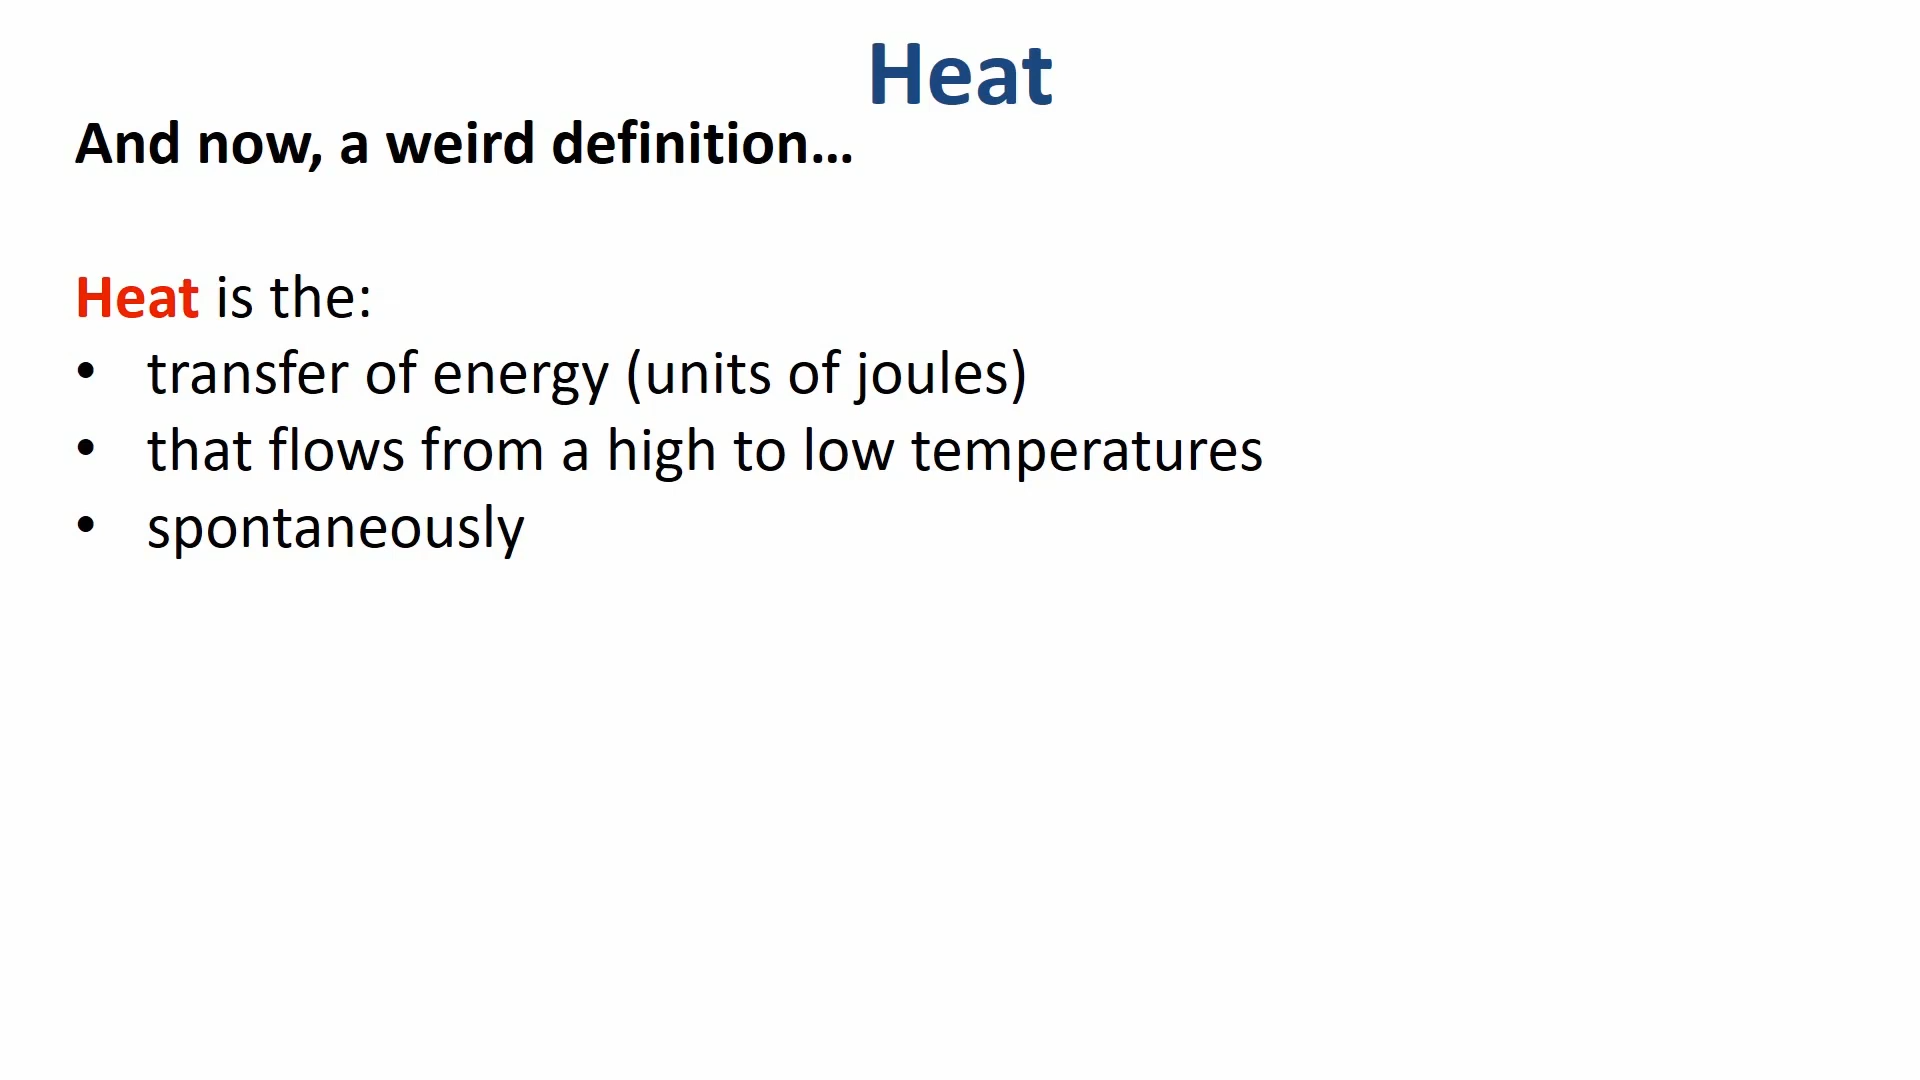 Heat
And now, a weird definition…
Heat is the:
• transfer of energy (units of joules)
• that flows from a high to low temperatures
• spontaneously